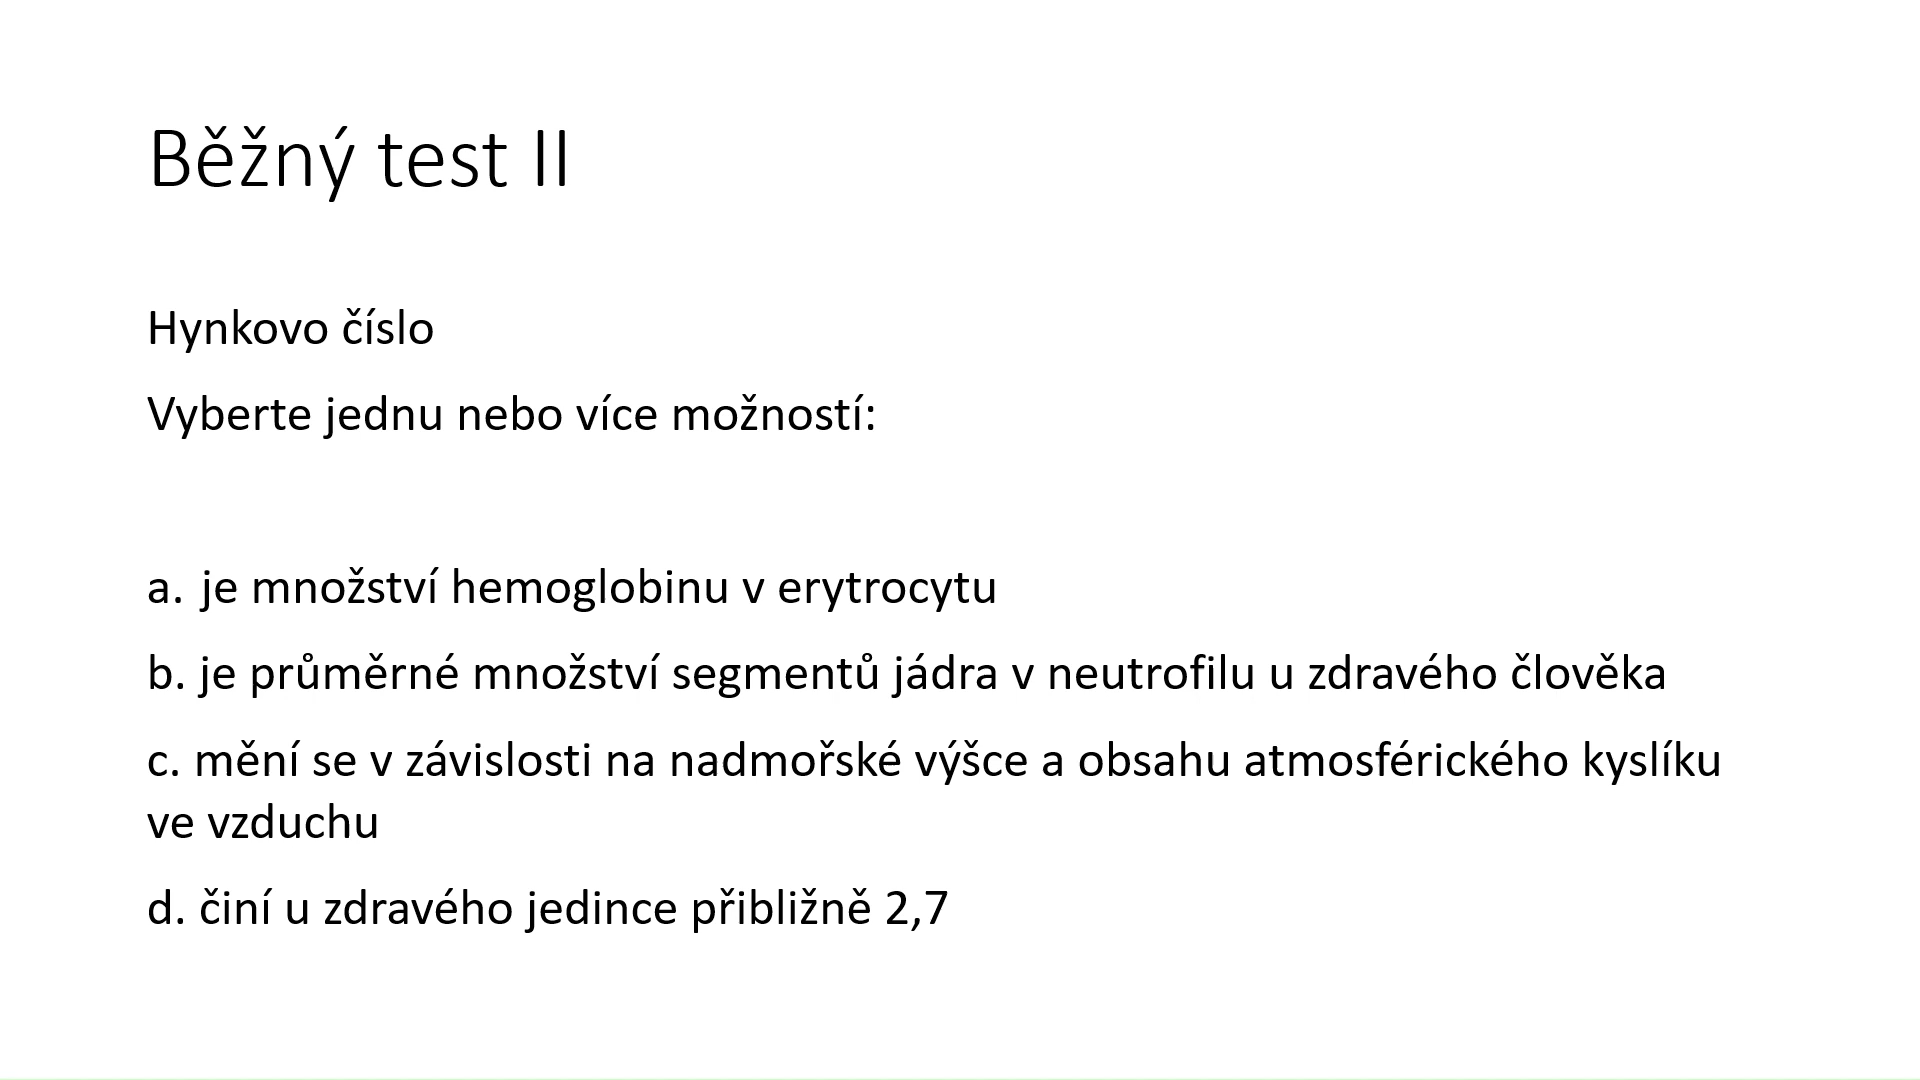 Běžný test II
Hynkovo číslo
Vyberte jednu nebo více možností:
a. je množství hemoglobinu v erytrocytu
b. je průměrné množství segmentů jádra v neutrofilu u zdravého člověka
c. mění se v závislosti na nadmořské výšce a obsahu atmosférického kyslíku
ve vzduchu
d. činí u zdravého jedince přibližně 2,7